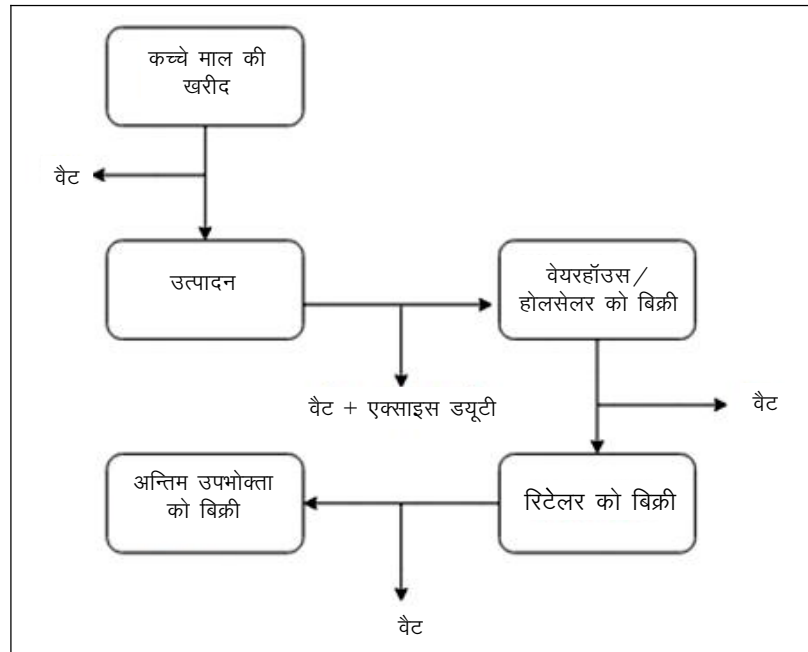 कच्चे माल की
खरीद
वैट
उत्पादन
वेयरहॉउस/
होलसेलर को बिक्री
वैट + एक्साइस डयूटी
वैट
अन्तिम उपभोक्ता
को बिक्री
रिटेलर को बिक्री
वैट